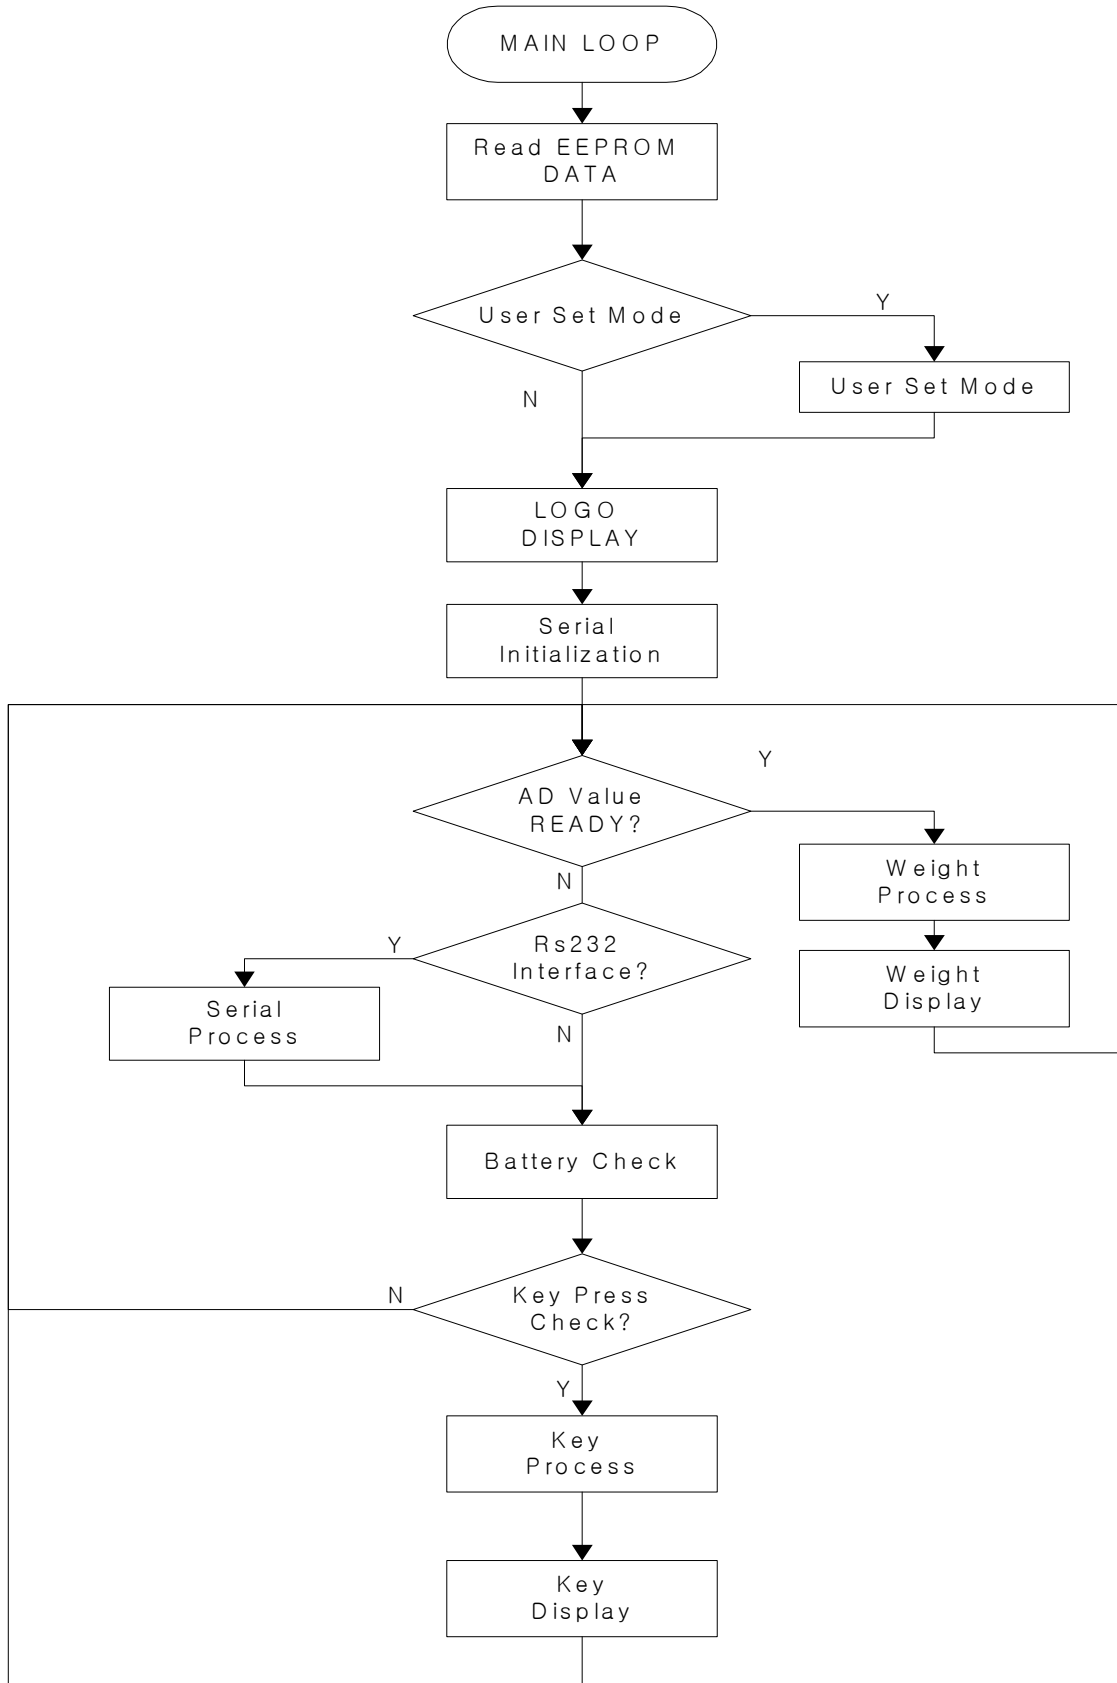 MAIN LOOP
Read EEPROM
DATA
User Set Mode
Y
User Set Mode
N
LOGO
DISPLAY
Serial
Initialization
Y
AD Value
READY?
Weight
Process
N
Y
Rs232
Interface?
Weight
Display
Serial
Process
N
Battery Check
N
Key Press
Check?
Y
Key
Process
Key
Display